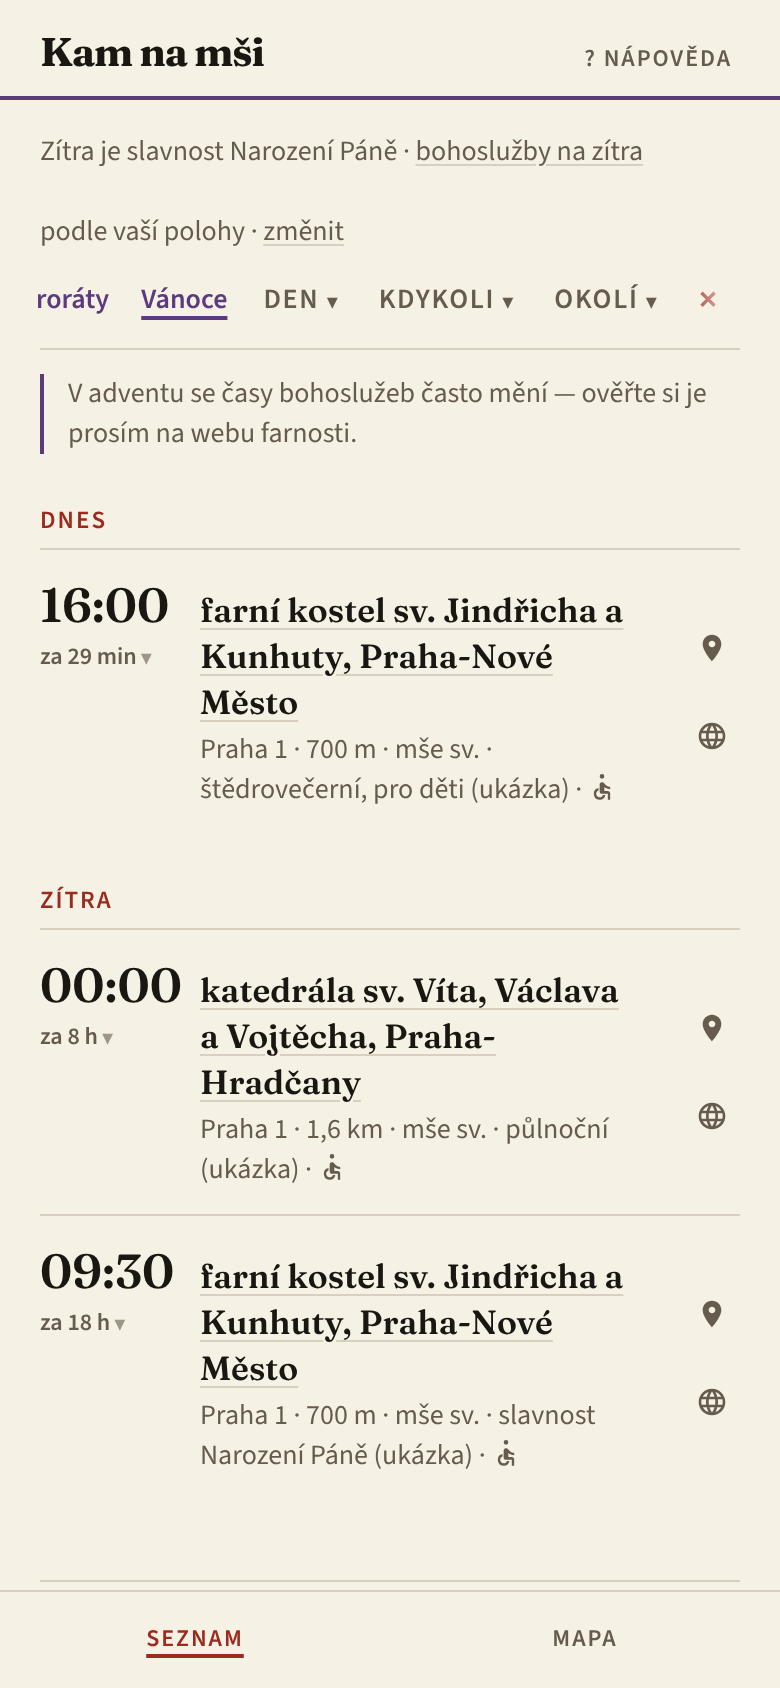 Kam na mši
? NÁPOVĚDA
Zítra je slavnost Narození Páně · bohoslužby na zítra
podle vaší polohy · změnit
roráty Vánoce DEN ▾ KDYKOLI ▾ OKOLÍ ▾ ×
V adventu se časy bohoslužeb často mění — ověřte si je
prosím na webu farnosti.
DNES
16:00
za 29 min ▾
farní kostel sv. Jindřicha a
Kunhuty, Praha-Nové
Město
Praha 1 · 700 m · mše sv. ·
štědrovečerní, pro děti (ukázka) ·
ZÍTRA
00:00
za 8 h ▾
katedrála sv. Víta, Václava
a Vojtěcha, Praha-
Hradčany
Praha 1 · 1,6 km · mše sv. · půlnoční
(ukázka) ·
09:30
za 18 h ▾
farní kostel sv. Jindřicha a
Kunhuty, Praha-Nové
Město
Praha 1 · 700 m · mše sv. · slavnost
Narození Páně (ukázka) ·
SEZNAM
MAPA